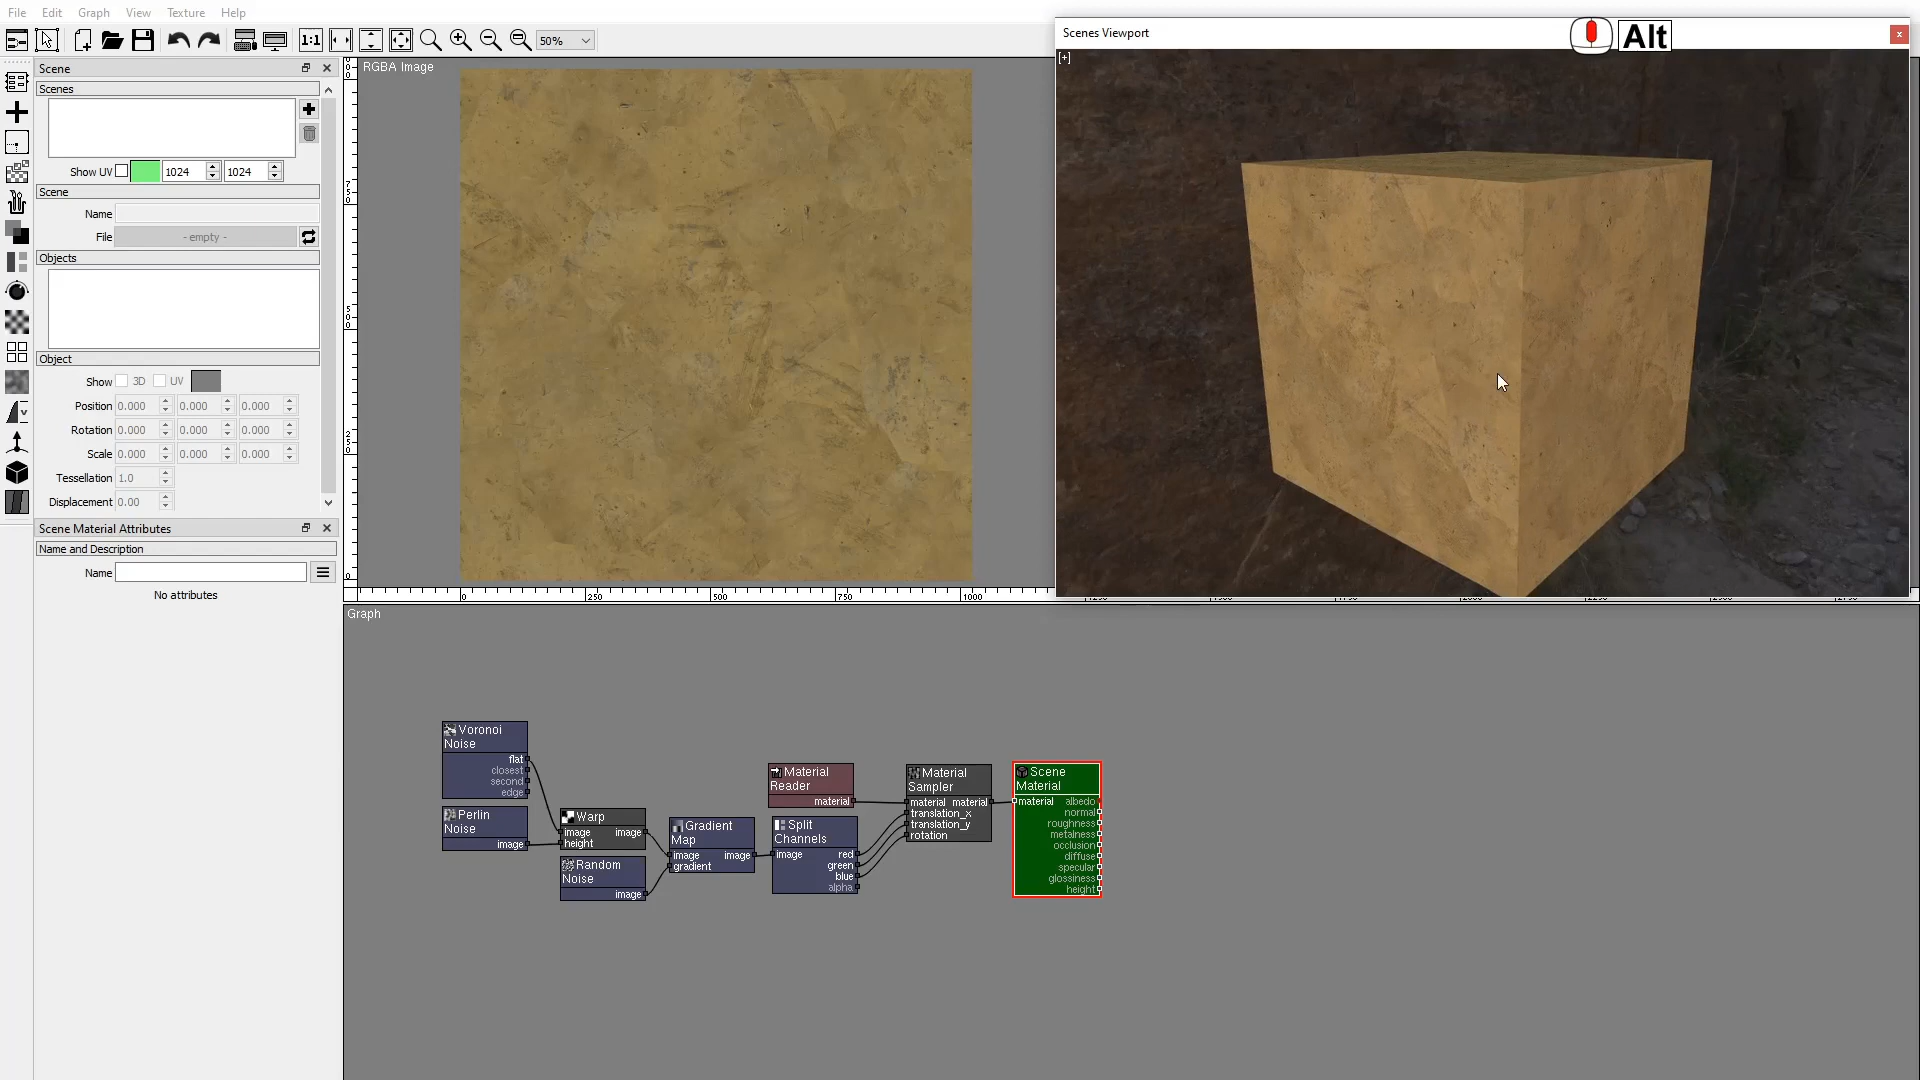 File Edit Graph View Texture Help
1:1
50%
Scene
Scenes
Show UV 1024 1024
Scene
Name
File - empty -
Objects
Object
Show 3D UV
Position 0.000 0.000 0.000
Rotation 0.000 0.000 0.000
Scale 0.000 0.000 0.000
Tessellation 1.0
Displacement 0.00
Scene Material Attributes
Name and Description
Name
No attributes
RGBA Image
750
500
250
0
0 250 500 750 1000
Scenes Viewport
Alt
[+]
Graph
Voronoi
Noise
flat
closest
second
edge
Perlin
Noise
image
Warp
image image
height
Random
Noise
image
Gradient
Map
image image
gradient
Material
Reader
material
Split
Channels
image red
green
blue
alpha
Material
Sampler
material material
translation_x
translation_y
rotation
Scene
Material
material albedo
normal
roughness
metalness
occlusion
diffuse
specular
glossiness
height